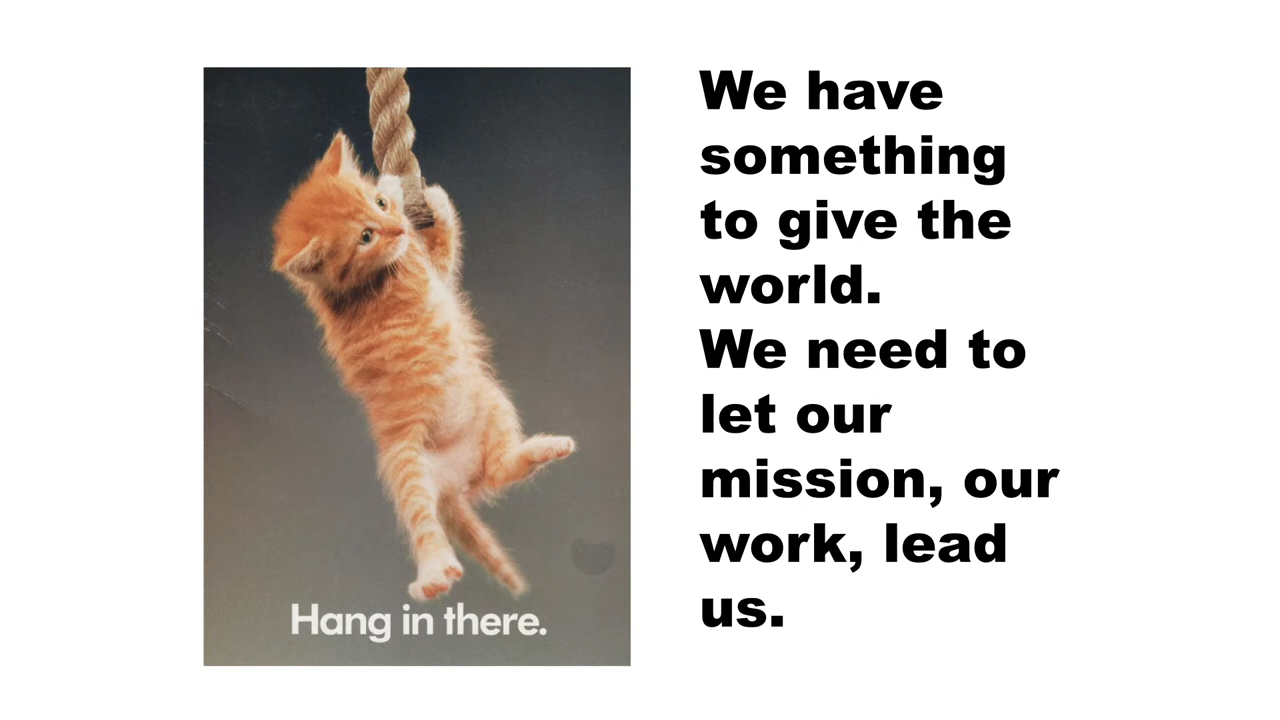 Hang in there.
We have
something
to give the
world.
We need to
let our
mission, our
work, lead
us.